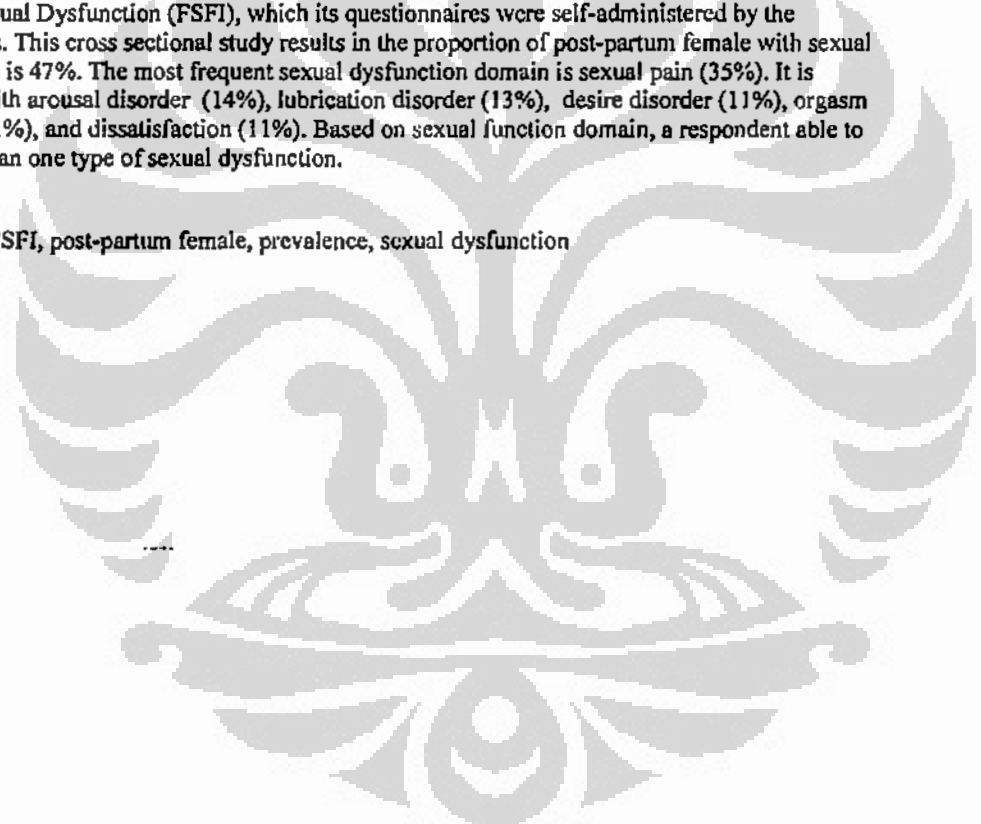 ual Dysfunction (FSFI), which its questionnaires were self-administered by the
. This cross sectional study results in the proportion of post-partum female with sexual
is 47%. The most frequent sexual dysfunction domain is sexual pain (35%). It is
th arousal disorder (14%), lubrication disorder (13%), desire disorder (11%), orgasm
%), and dissatisfaction (11%). Based on sexual function domain, a respondent able to
an one type of sexual dysfunction.
SFI, post-partum female, prevalence, sexual dysfunction